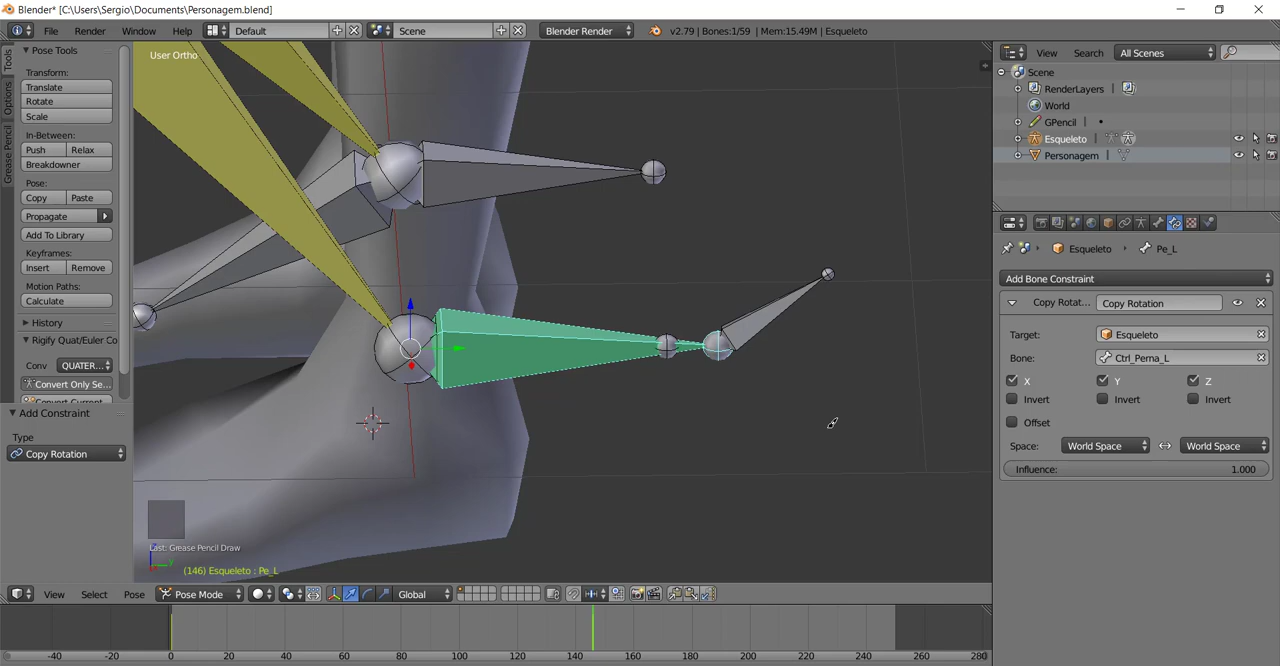 Blender* [C:\Users\Sergio\Documents\Personagem.blend]
File Render Window Help Default Scene Blender Render v2.79 | Bones:1/59 | Mem:15.49M | Esqueleto
Pose Tools
Transform:
Translate
Rotate
Scale
In-Between:
Push Relax
Breakdowner
Pose:
Copy Paste
Propagate
Add To Library
Keyframes:
Insert Remove
Motion Paths:
Calculate
History
Rigify Quat/Euler Co
Conv QUATER...
Convert Only Se...
Convert Current
Add Constraint
Type
Copy Rotation
Tools
Options
Grease Pencil
User Ortho
Last: Grease Pencil Draw
(146) Esqueleto : Pe_L
View Select Pose Pose Mode Global
View Search All Scenes
Scene
RenderLayers
World
GPencil
Esqueleto
Personagem
Esqueleto Pe_L
Add Bone Constraint
Copy Rotat... Copy Rotation
Target: Esqueleto
Bone: Ctrl_Perna_L
X Y Z
Invert Invert Invert
Offset
Space: World Space World Space
Influence: 1.000
-40 -20 0 20 40 60 80 100 120 140 160 180 200 220 240 260 280